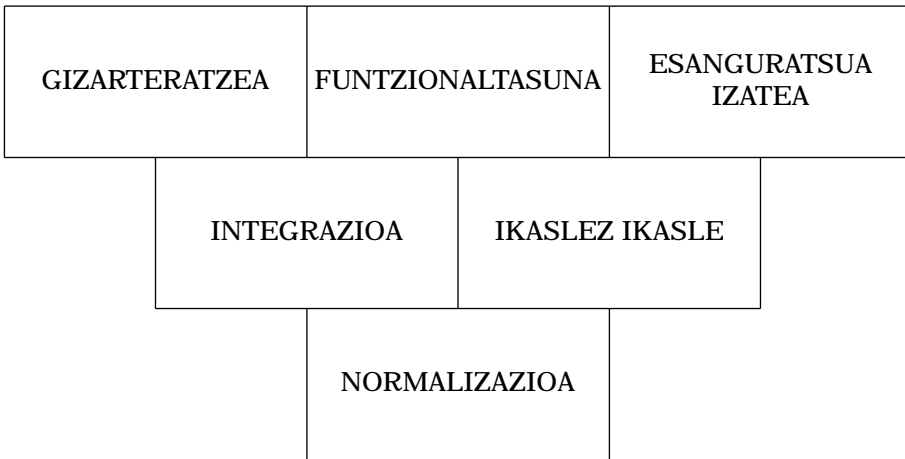 GIZARTERATZEA
FUNTZIONALTASUNA
ESANGURATSUA
IZATEA
INTEGRAZIOA
IKASLEZ IKASLE
NORMALIZAZIOA